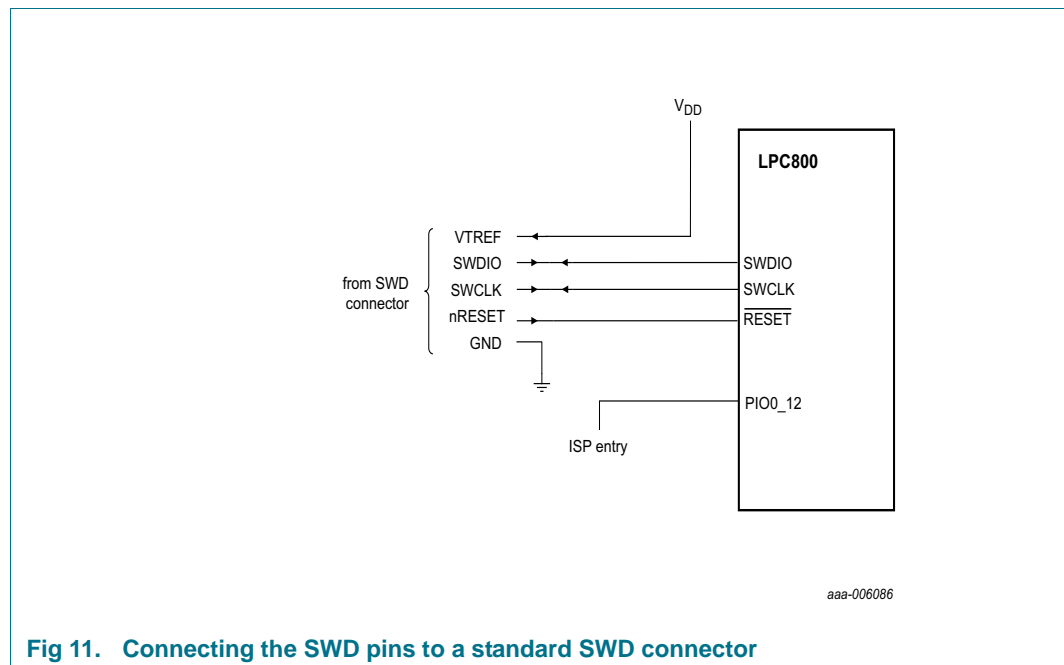 VDD
LPC800
VTREF
SWDIO
SWCLK
nRESET
GND
from SWD
connector
SWDIO
SWCLK
RESET
PIO0_12
ISP entry
aaa-006086
Fig 11. Connecting the SWD pins to a standard SWD connector